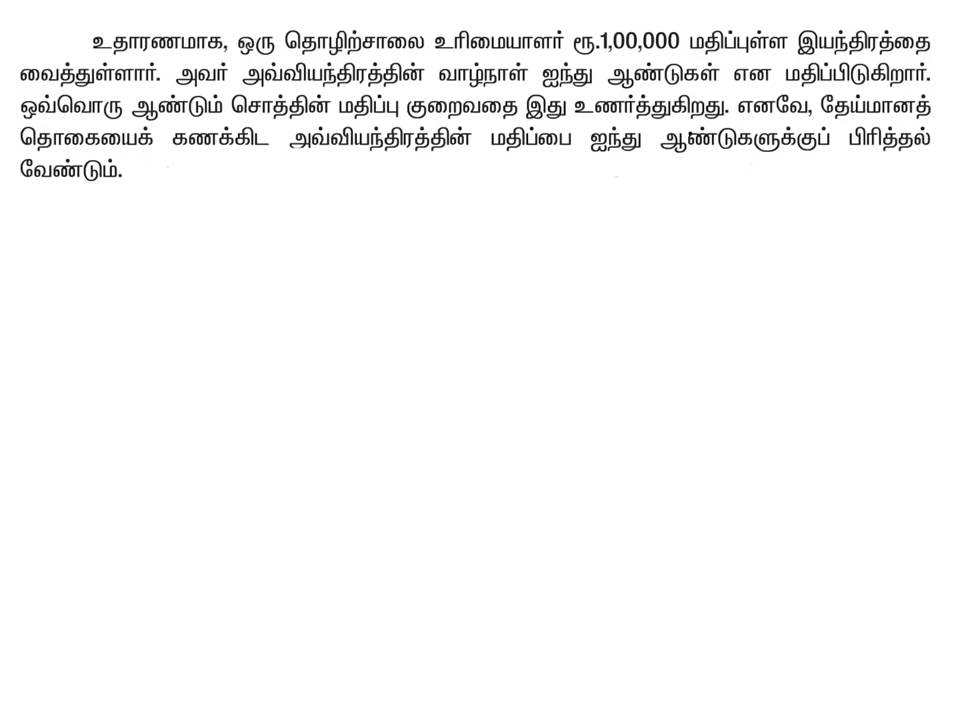 உதாரணமாக, ஒரு தொழிற்சாலை உரிமையாளர் ரூ.1,00,000 மதிப்புள்ள இயந்திரத்தை
வைத்துள்ளார். அவர் அவ்வியந்திரத்தின் வாழ்நாள் ஐந்து ஆண்டுகள் என மதிப்பிடுகிறார்.
ஒவ்வொரு ஆண்டும் சொத்தின் மதிப்பு குறைவதை இது உணர்த்துகிறது. எனவே, தேய்மானத்
தொகையைக் கணக்கிட அவ்வியந்திரத்தின் மதிப்பை ஐந்து ஆண்டுகளுக்குப் பிரித்தல்
வேண்டும்.